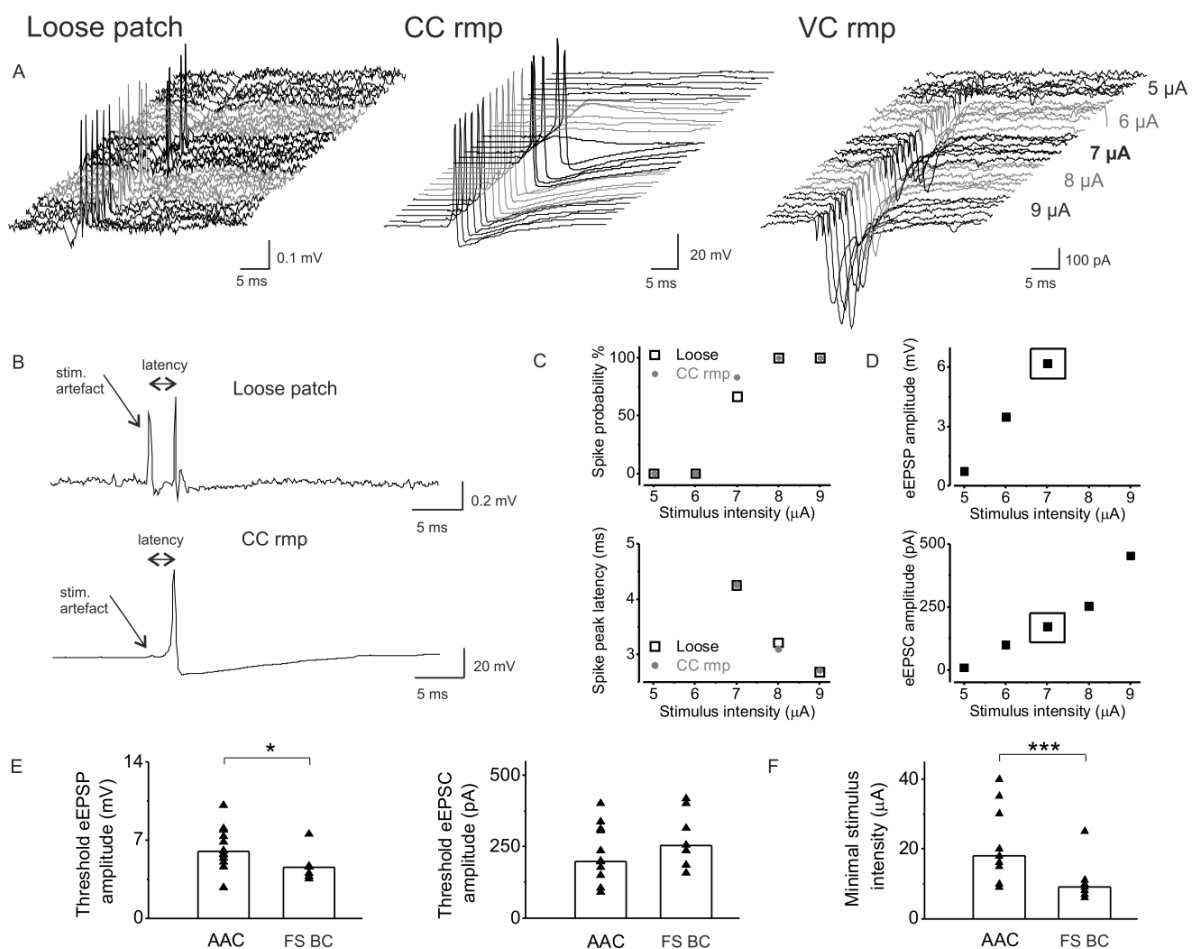 Loose patch
CC rmp
VC rmp
A
5 µA
6 µA
7 µA
8 µA
9 µA
0.1 mV
5 ms
20 mV
5 ms
100 pA
5 ms
B
stim.
artefact
latency
Loose patch
0.2 mV
5 ms
latency
CC rmp
stim.
artefact
20 mV
5 ms
C
Spike probability %
100
50
0
Loose
CC rmp
5 6 7 8 9
Stimulus intensity (µA)
Spike peak latency (ms)
5
4
3
Loose
CC rmp
5 6 7 8 9
Stimulus intensity (µA)
D
eEPSP amplitude (mV)
6
3
0
5 6 7 8 9
Stimulus intensity (µA)
eEPSC amplitude (pA)
500
250
0
5 6 7 8 9
Stimulus intensity (µA)
E
Threshold eEPSP
amplitude (mV)
14
7
0
*
AAC FS BC
Threshold eEPSC
amplitude (pA)
500
250
0
AAC FS BC
F
Minimal stimulus
intensity (µA)
40
20
0
***
AAC FS BC